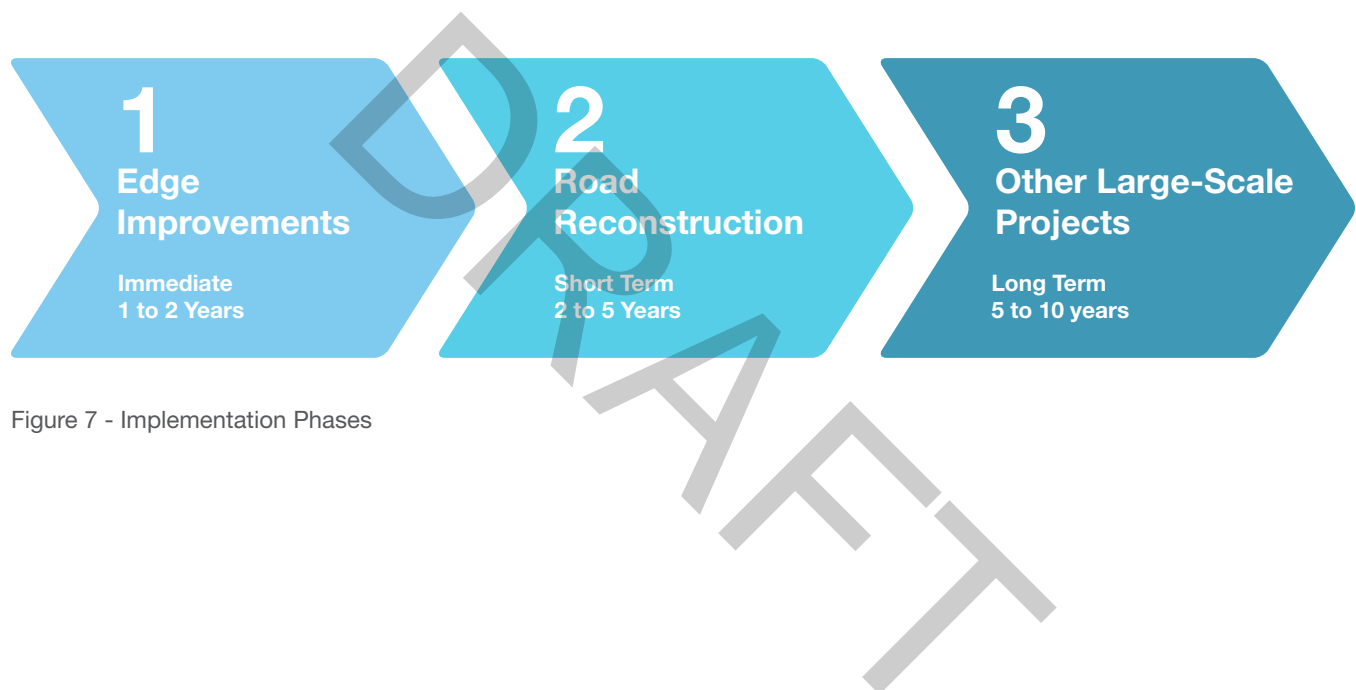 1
Edge
Improvements
Immediate
1 to 2 Years
2
Road
Reconstruction
Short Term
2 to 5 Years
3
Other Large-Scale
Projects
Long Term
5 to 10 years
Figure 7 - Implementation Phases
DRAFT